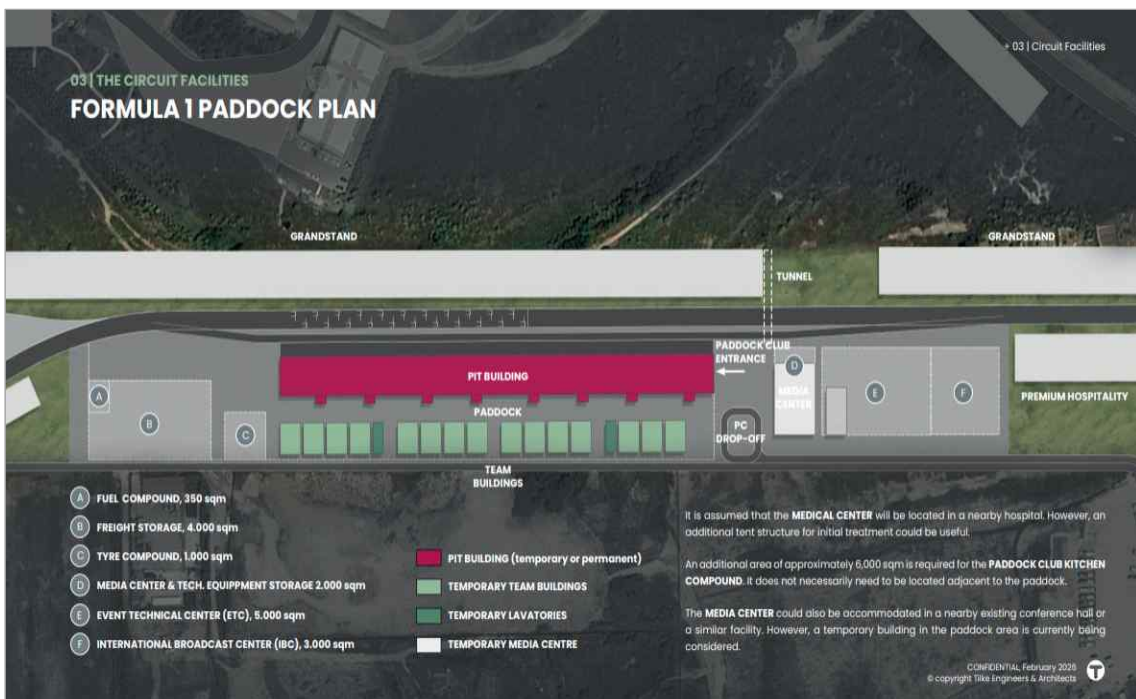 + 03 | Circuit Facilities
03 | THE CIRCUIT FACILITIES
FORMULA 1 PADDOCK PLAN
GRANDSTAND
GRANDSTAND
TUNNEL
PADDOCK CLUB
ENTRANCE
PIT BUILDING
D
MEDIA
CENTER
A
B
C
E
F
PREMIUM HOSPITALITY
PADDOCK
PC
DROP-OFF
TEAM
BUILDINGS
A FUEL COMPOUND, 350 sqm
B FREIGHT STORAGE, 4.000 sqm
C TYRE COMPOUND, 1.000 sqm
D MEDIA CENTER & TECH. EQUIPPMENT STORAGE 2.000 sqm
E EVENT TECHNICAL CENTER (ETC), 5.000 sqm
F INTERNATIONAL BROADCAST CENTER (IBC), 3.000 sqm
PIT BUILDING (temporary or permanent)
TEMPORARY TEAM BUILDINGS
TEMPORARY LAVATORIES
TEMPORARY MEDIA CENTRE
It is assumed that the MEDICAL CENTER will be located in a nearby hospital. However, an
additional tent structure for initial treatment could be useful.
An additional area of approximately 6,000 sqm is required for the PADDOCK CLUB KITCHEN
COMPOUND. It does not necessarily need to be located adjacent to the paddock.
The MEDIA CENTER could also be accommodated in a nearby existing conference hall or
a similar facility. However, a temporary building in the paddock area is currently being
considered.
CONFIDENTIAL, February 2026
© copyright Tilke Engineers & Architects